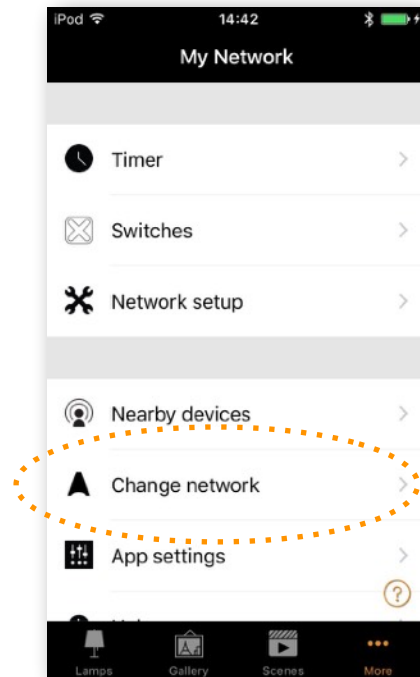 iPod 14:42
My Network
Timer
Switches
Network setup
Nearby devices
Change network
App settings
?
Lamps Gallery Scenes More